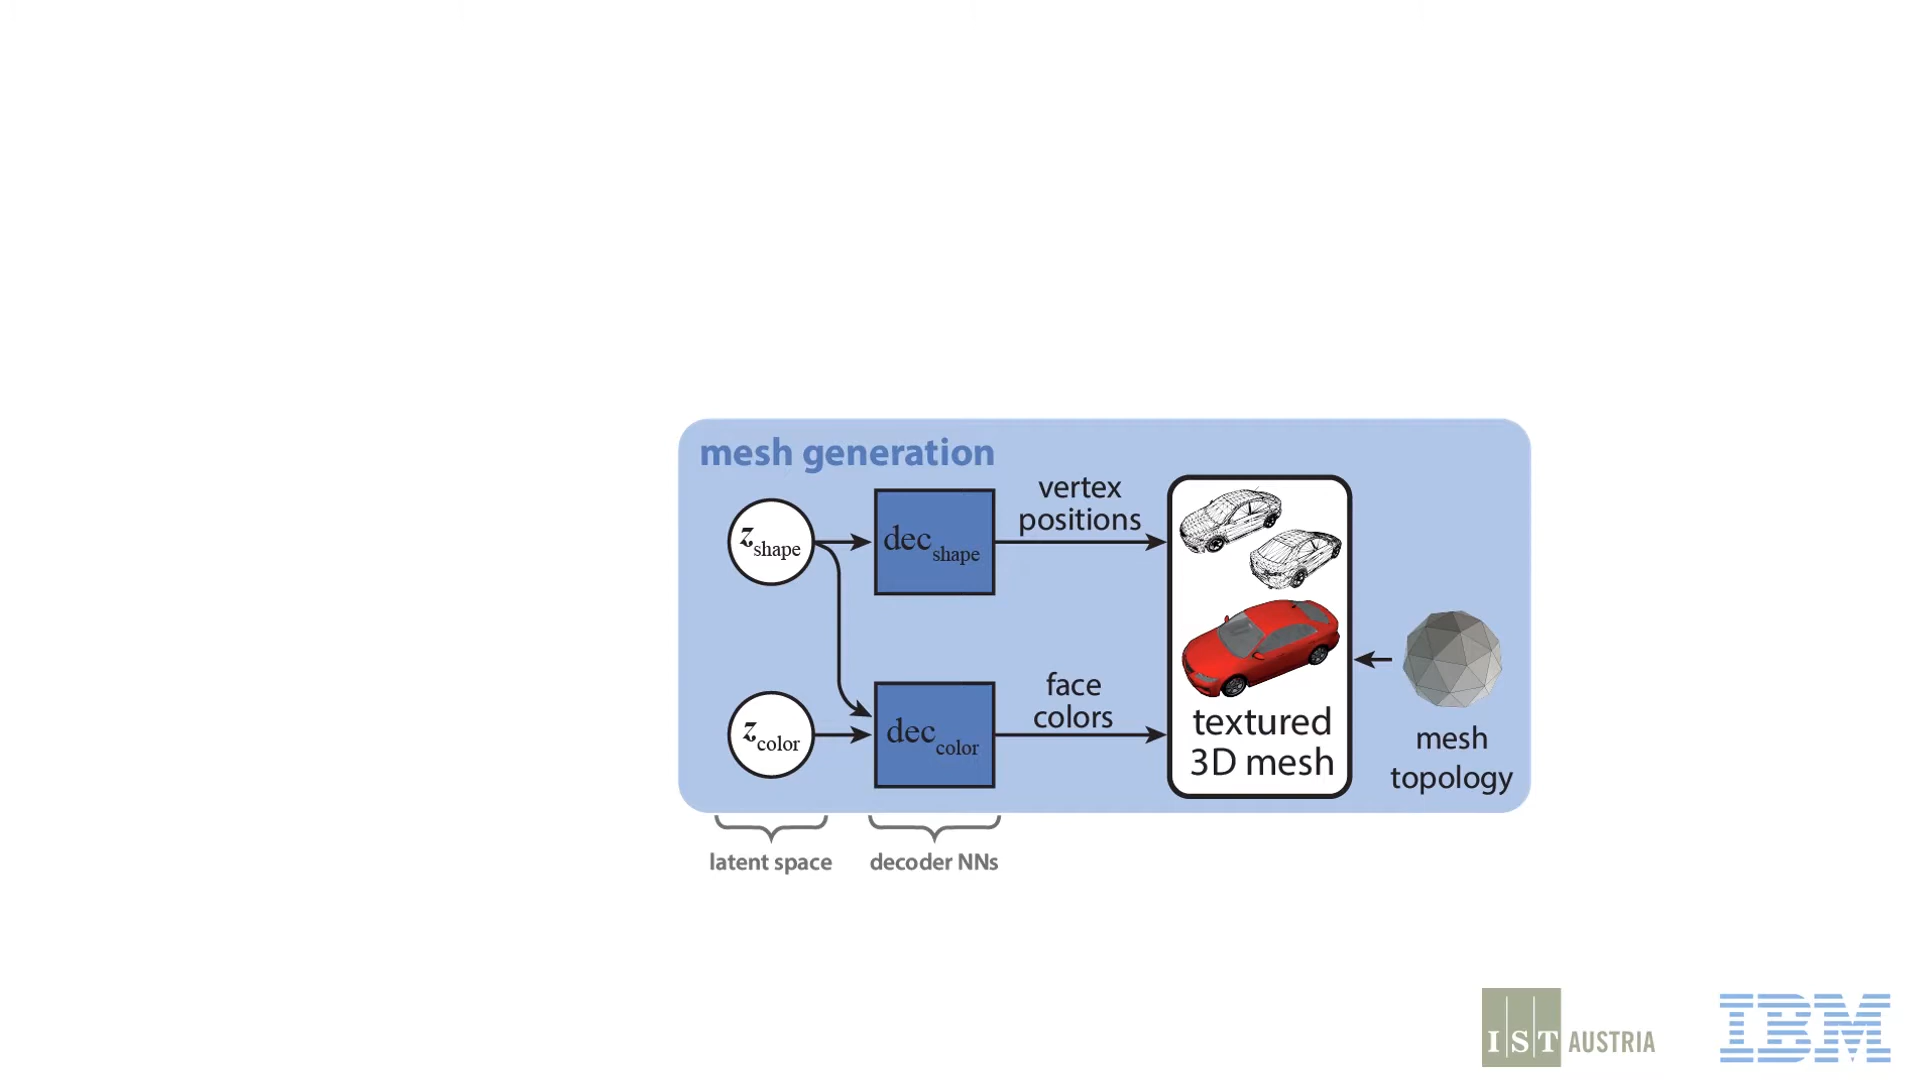 mesh generation
z shape
dec shape
vertex
positions
z color
dec color
face
colors
textured
3D mesh
mesh
topology
latent space
decoder NNs
IST AUSTRIA
IBM